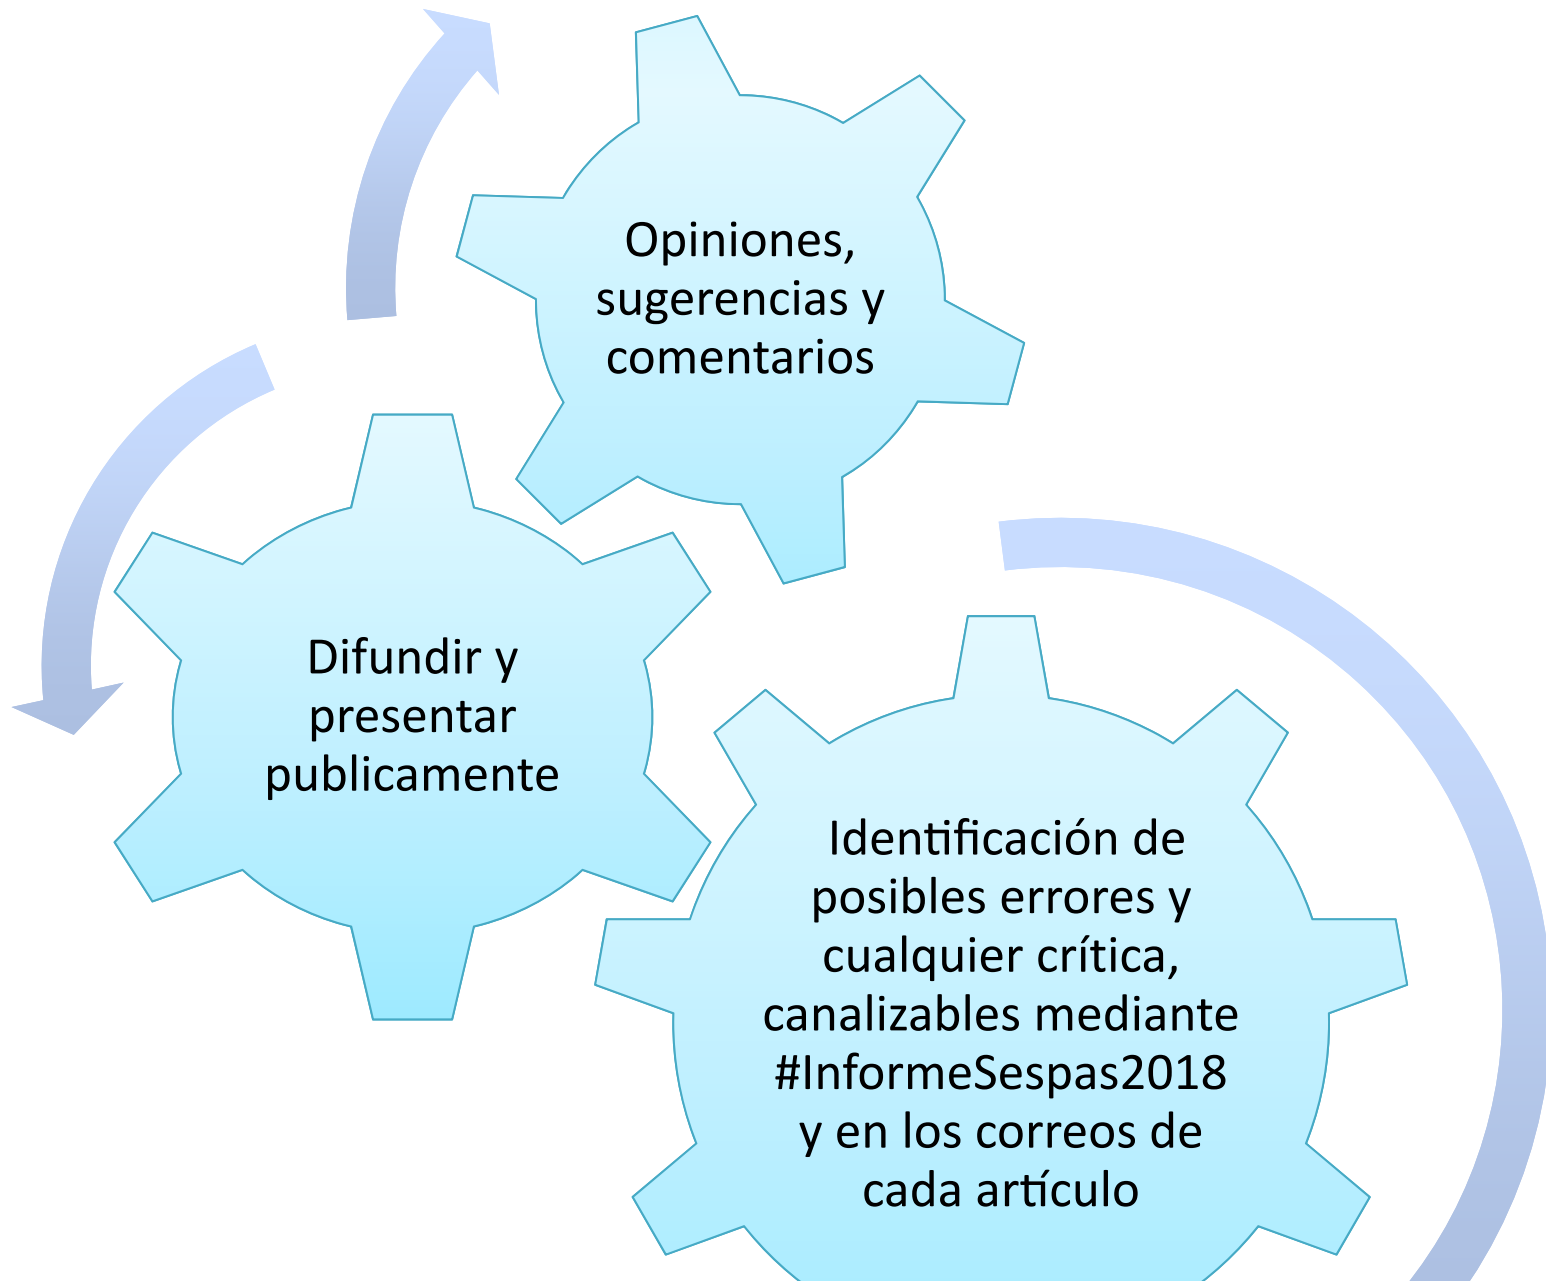 Opiniones,
sugerencias y
comentarios
Difundir y
presentar
publicamente
Identificación de
posibles errores y
cualquier crítica,
canalizables mediante
#InformeSespas2018
y en los correos de
cada artículo